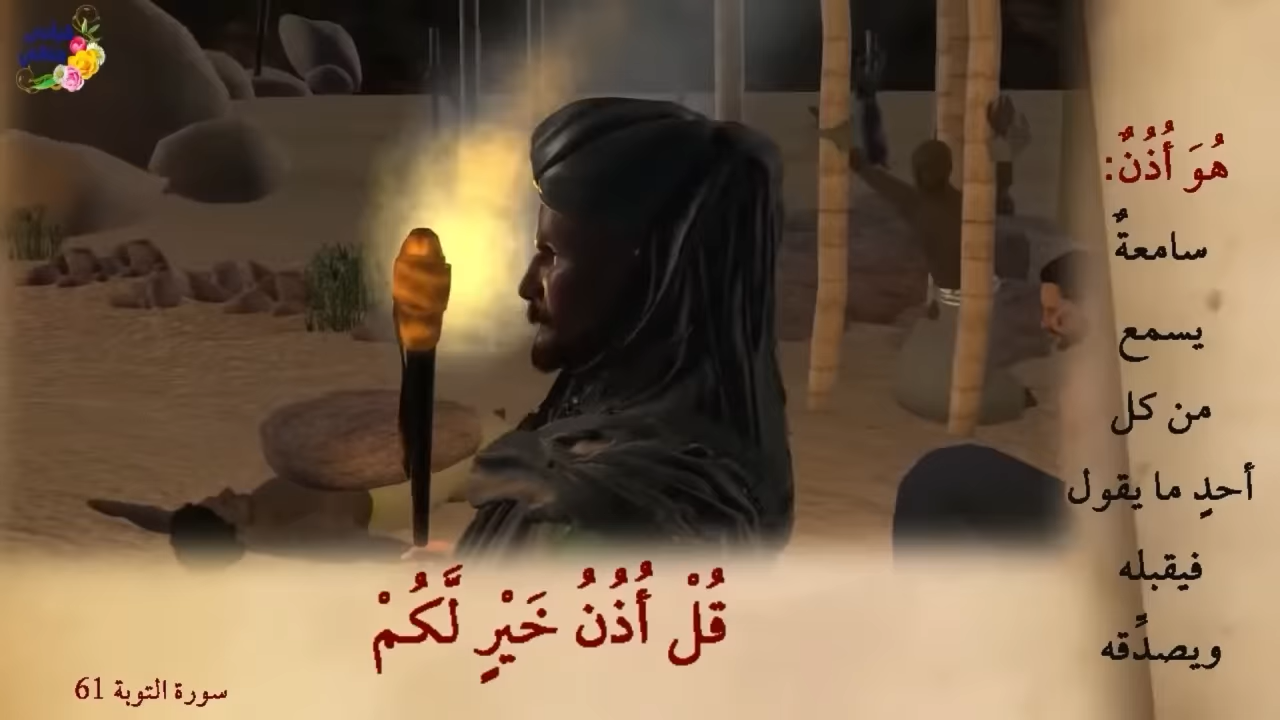 هُوَ أُذُنٌ:
سامعةٌ
يسمع
من كل
أحدٍ ما يقول
فيقبله
ويصدِّقه
قُلْ أُذُنُ خَيْرٍ لَّكُمْ
سورة التوبة 61